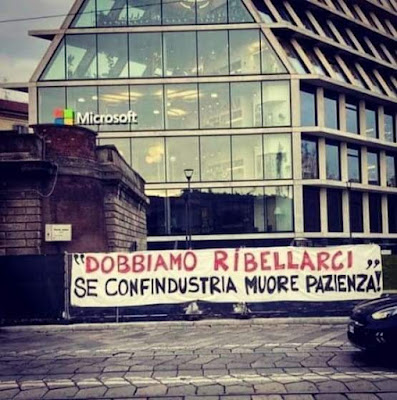 Microsoft
"DOBBIAMO RIBELLARCI"
SE CONFINDUSTRIA MUORE PAZIENZA!